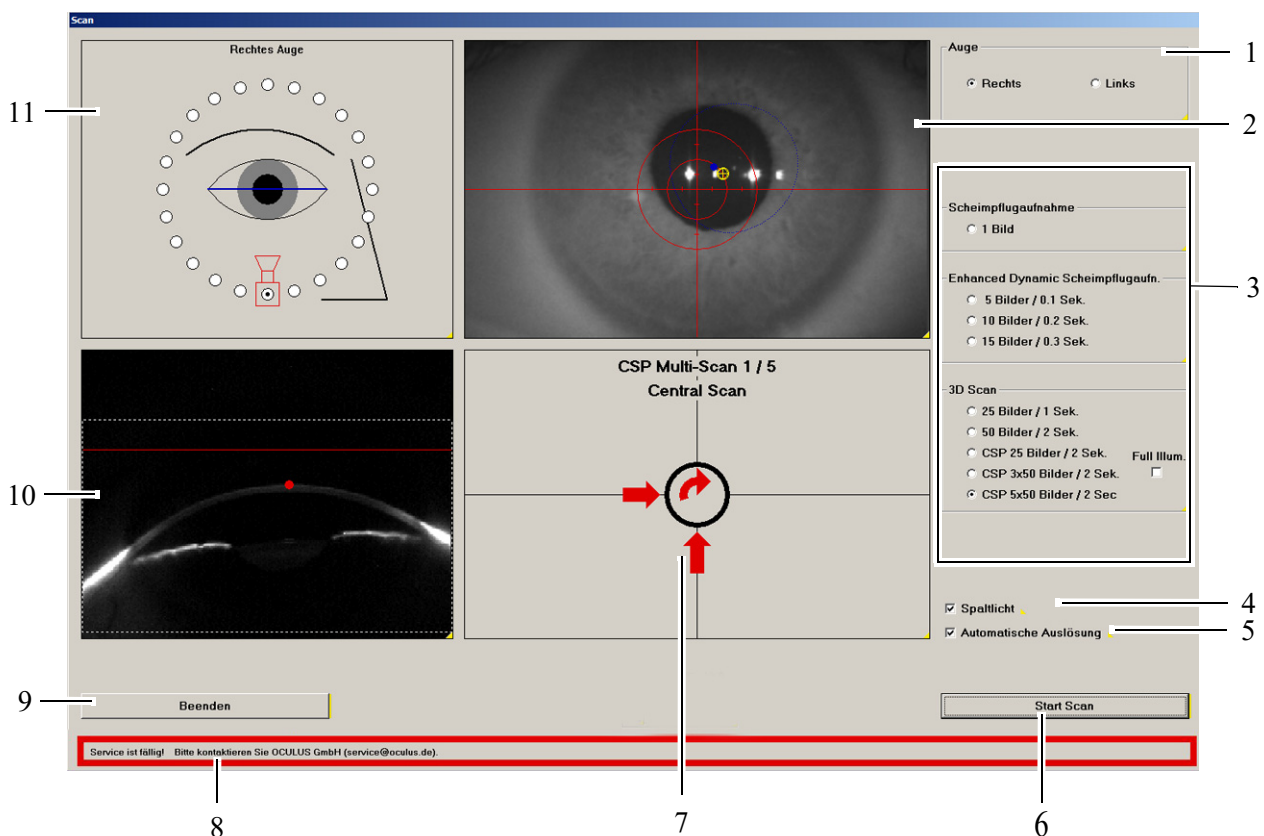 Scan
Rechtes Auge
Auge
Rechts
Links
1
2
11
Scheimpflugaufnahme
1 Bild
Enhanced Dynamic Scheimpflugaufn.
5 Bilder / 0.1 Sek.
10 Bilder / 0.2 Sek.
15 Bilder / 0.3 Sek.
3
CSP Multi-Scan 1 / 5
Central Scan
3D Scan
25 Bilder / 1 Sek.
50 Bilder / 2 Sek.
CSP 25 Bilder / 2 Sek.
Full Illum.
CSP 3x50 Bilder / 2 Sek.
CSP 5x50 Bilder / 2 Sec
10
Spaltlicht
4
Automatische Auslösung
5
9
Beenden
Start Scan
Service ist fällig! Bitte kontaktieren Sie OCULUS GmbH (service@oculus.de).
8
7
6